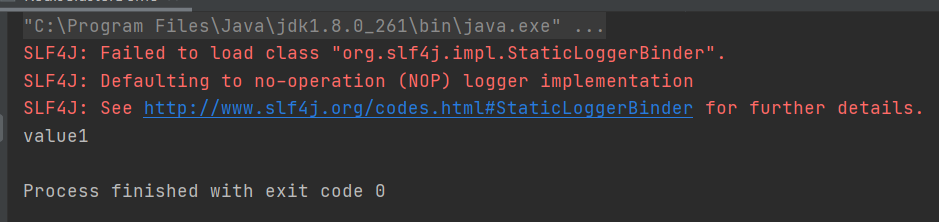 "C:\Program Files\Java\jdk1.8.0_261\bin\java.exe" ...
SLF4J: Failed to load class "org.slf4j.impl.StaticLoggerBinder".
SLF4J: Defaulting to no-operation (NOP) logger implementation
SLF4J: See http://www.slf4j.org/codes.html#StaticLoggerBinder for further details.
value1
Process finished with exit code 0